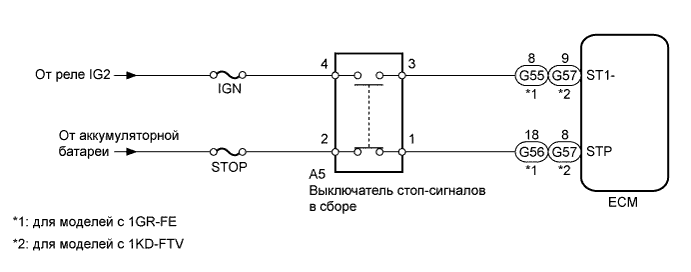 От реле IG2
IGN
4
3
8
9
G55
G57
*1
*2
ST1-
От аккумуляторной
батареи
STOP
2
1
18
8
G56
G57
*1
*2
STP
A5
Выключатель стоп-сигналов
в сборе
ECM
*1: для моделей с 1GR-FE
*2: для моделей с 1KD-FTV